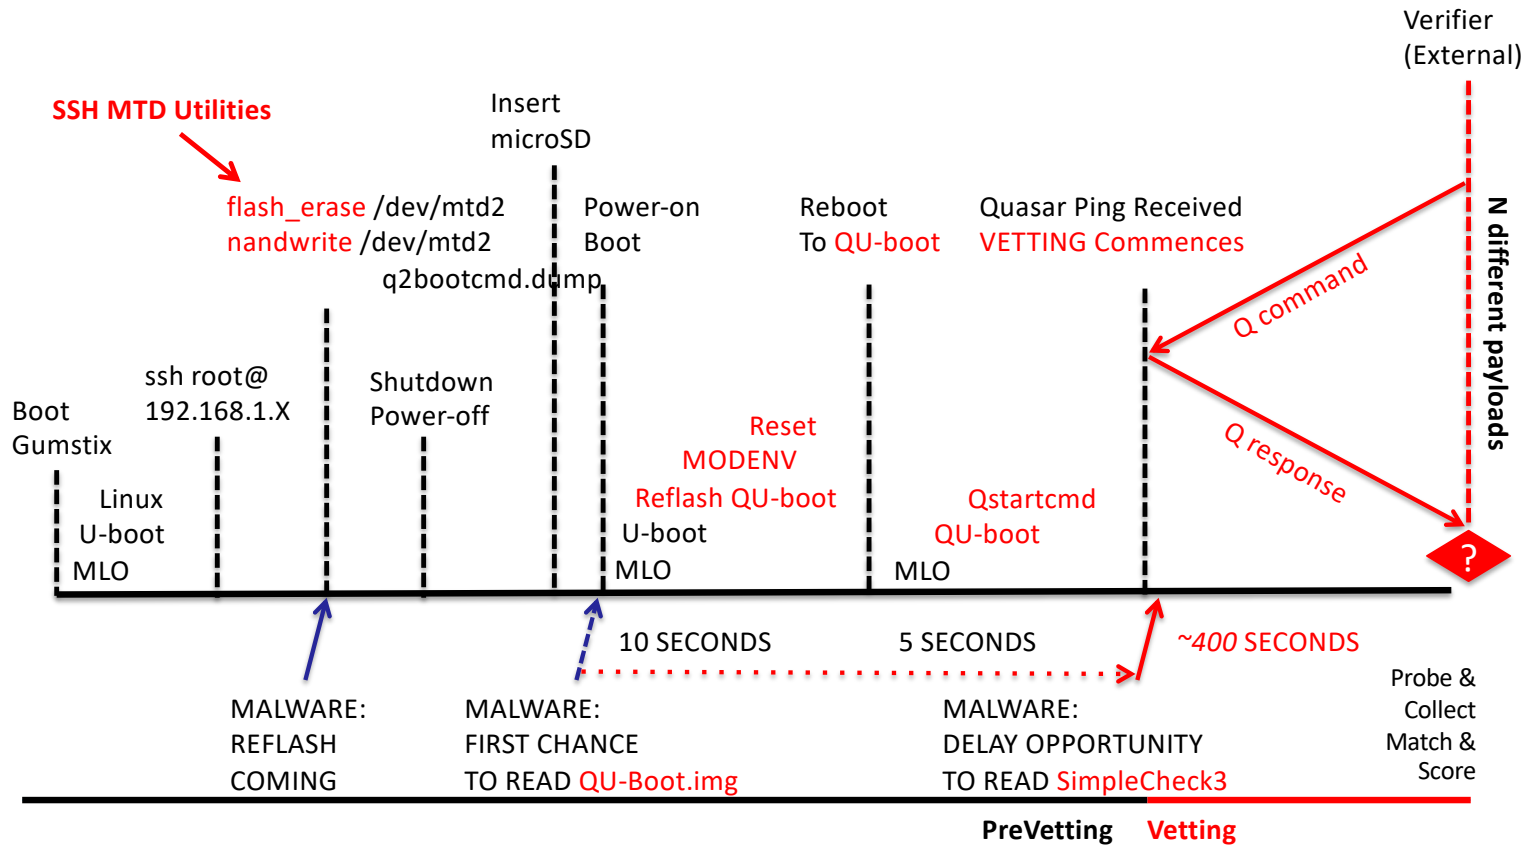 Verifier
(External)
SSH MTD Utilities
Insert
microSD
flash_erase /dev/mtd2
nandwrite /dev/mtd2
q2bootcmd.dump
Power-on
Boot
Reboot
To QU-boot
Quasar Ping Received
VETTING Commences
N different payloads
Q command
Q response
ssh root@
192.168.1.X
Shutdown
Power-off
Boot
Gumstix
Linux
U-boot
MLO
Reset
MODENV
Reflash QU-boot
U-boot
MLO
Qstartcmd
QU-boot
MLO
?
10 SECONDS
5 SECONDS
~400 SECONDS
MALWARE:
REFLASH
COMING
MALWARE:
FIRST CHANCE
TO READ QU-Boot.img
MALWARE:
DELAY OPPORTUNITY
TO READ SimpleCheck3
Probe &
Collect
Match &
Score
PreVetting
Vetting